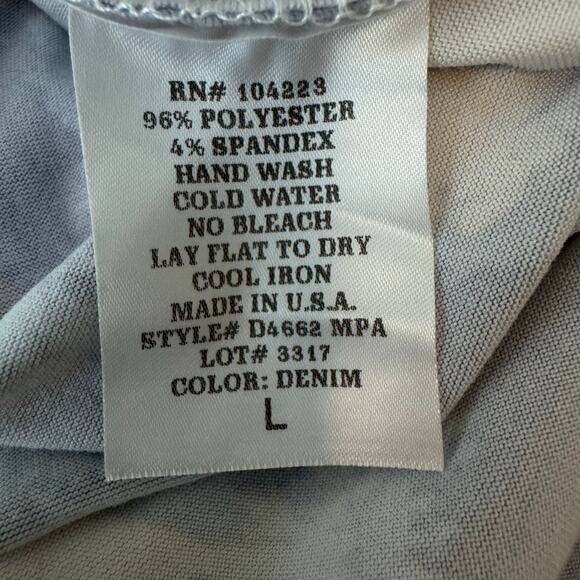 RN# 104223
96% POLYESTER
4% SPANDEX
HAND WASH
COLD WATER
NO BLEACH
LAY FLAT TO DRY
COOL IRON
MADE IN U.S.A.
STYLE# D4662 MPA
LOT# 3317
COLOR: DENIM
L